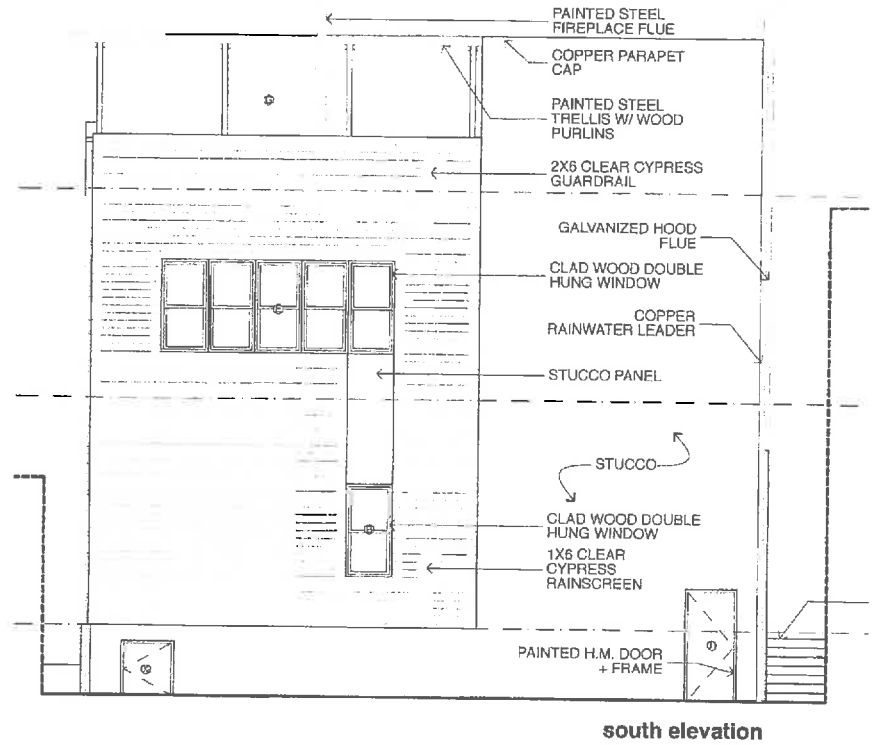 PAINTED STEEL
FIREPLACE FLUE
COPPER PARAPET
CAP
PAINTED STEEL
TRELLIS W/ WOOD
PURLINS
2X6 CLEAR CYPRESS
GUARDRAIL
GALVANIZED HOOD
FLUE
CLAD WOOD DOUBLE
HUNG WINDOW
COPPER
RAINWATER LEADER
STUCCO PANEL
STUCCO
CLAD WOOD DOUBLE
HUNG WINDOW
1X6 CLEAR
CYPRESS
RAINSCREEN
PAINTED H.M. DOOR
+ FRAME
south elevation